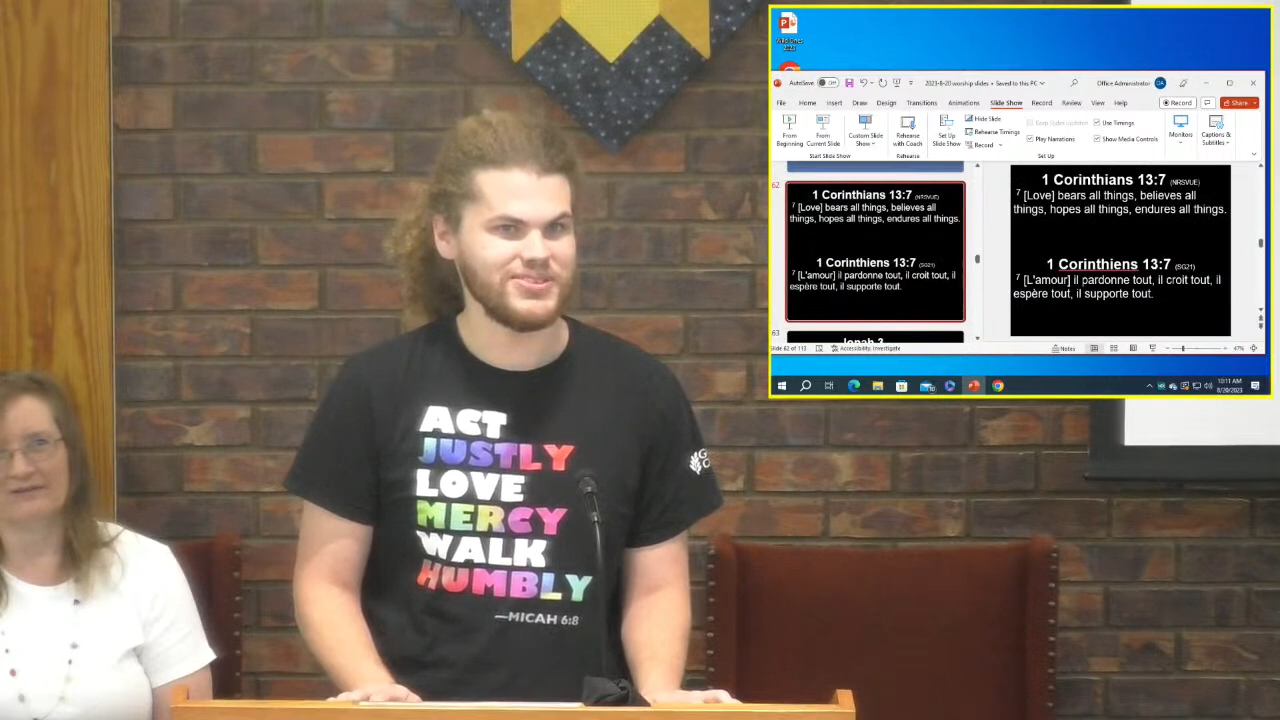 ACT
JUSTLY
LOVE
MERCY
WALK
HUMBLY
—MICAH 6:8
AutoSave Off 2023-8-20 worship slides • Saved to this PC Office Administrator OA
File Home Insert Draw Design Transitions Animations Slide Show Record Review View Help Record Share
From Beginning
From Current Slide
Custom Slide Show
Rehearse with Coach
Set Up Slide Show
Hide Slide
Rehearse Timings
Record
Keep Slides Updated
Play Narrations
Use Timings
Show Media Controls
Monitors
Captions & Subtitles
Start Slide Show Rehearse Set Up
62
1 Corinthians 13:7 (NRSVUE)
7 [Love] bears all things, believes all
things, hopes all things, endures all things.
1 Corinthiens 13:7 (SG21)
7 [L'amour] il pardonne tout, il croit tout, il
espère tout, il supporte tout.
63
1 Corinthians 13:7 (NRSVUE)
7 [Love] bears all things, believes all
things, hopes all things, endures all things.
1 Corinthiens 13:7 (SG21)
7 [L'amour] il pardonne tout, il croit tout, il
espère tout, il supporte tout.
Slide 62 of 113 Accessibility: Investigate Notes 47%
10:11 AM
8/20/2023